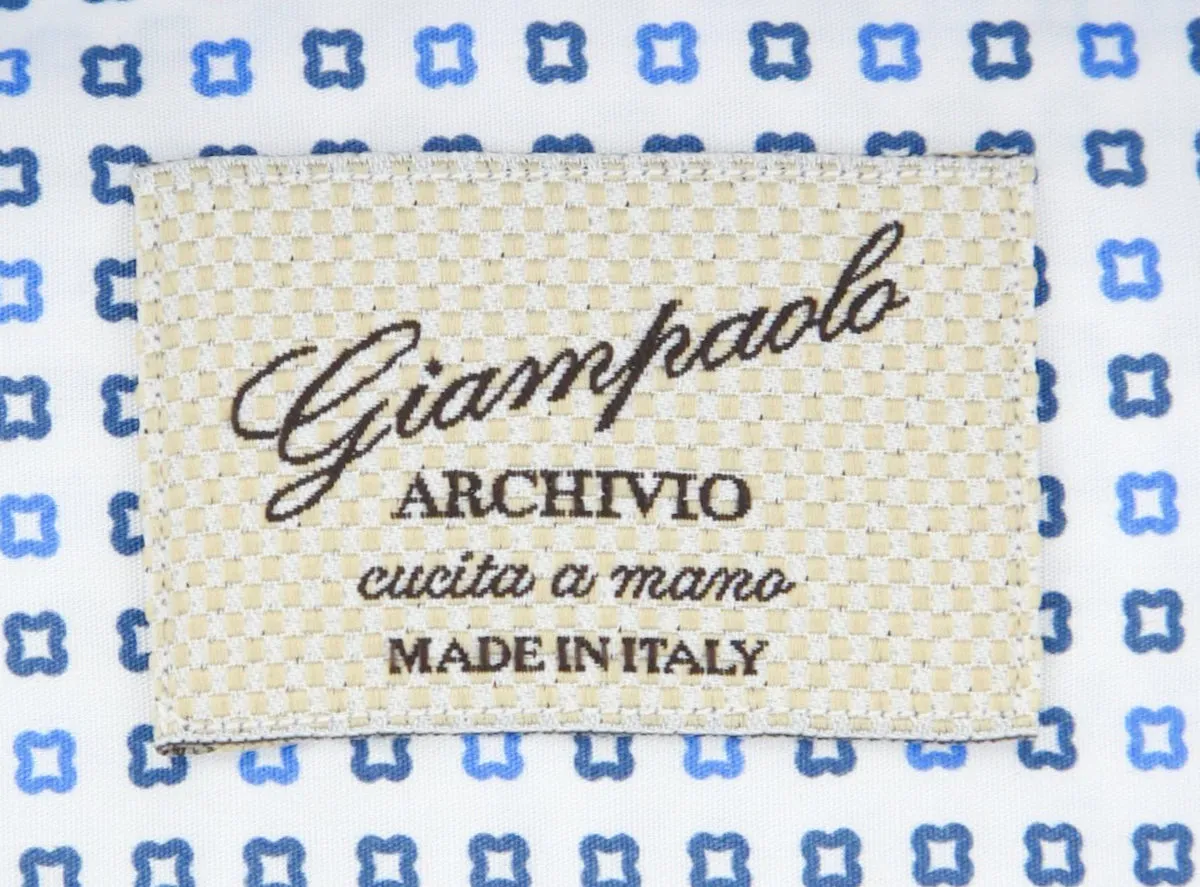 Giampaolo
ARCHIVIO
cucita a mano
MADE IN ITALY